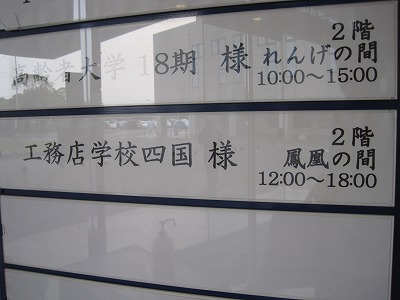 高齢者大学 18期 様
2階
れんげの間
10:00～15:00
工務店学校四国 様
2階
鳳凰の間
12:00～18:00